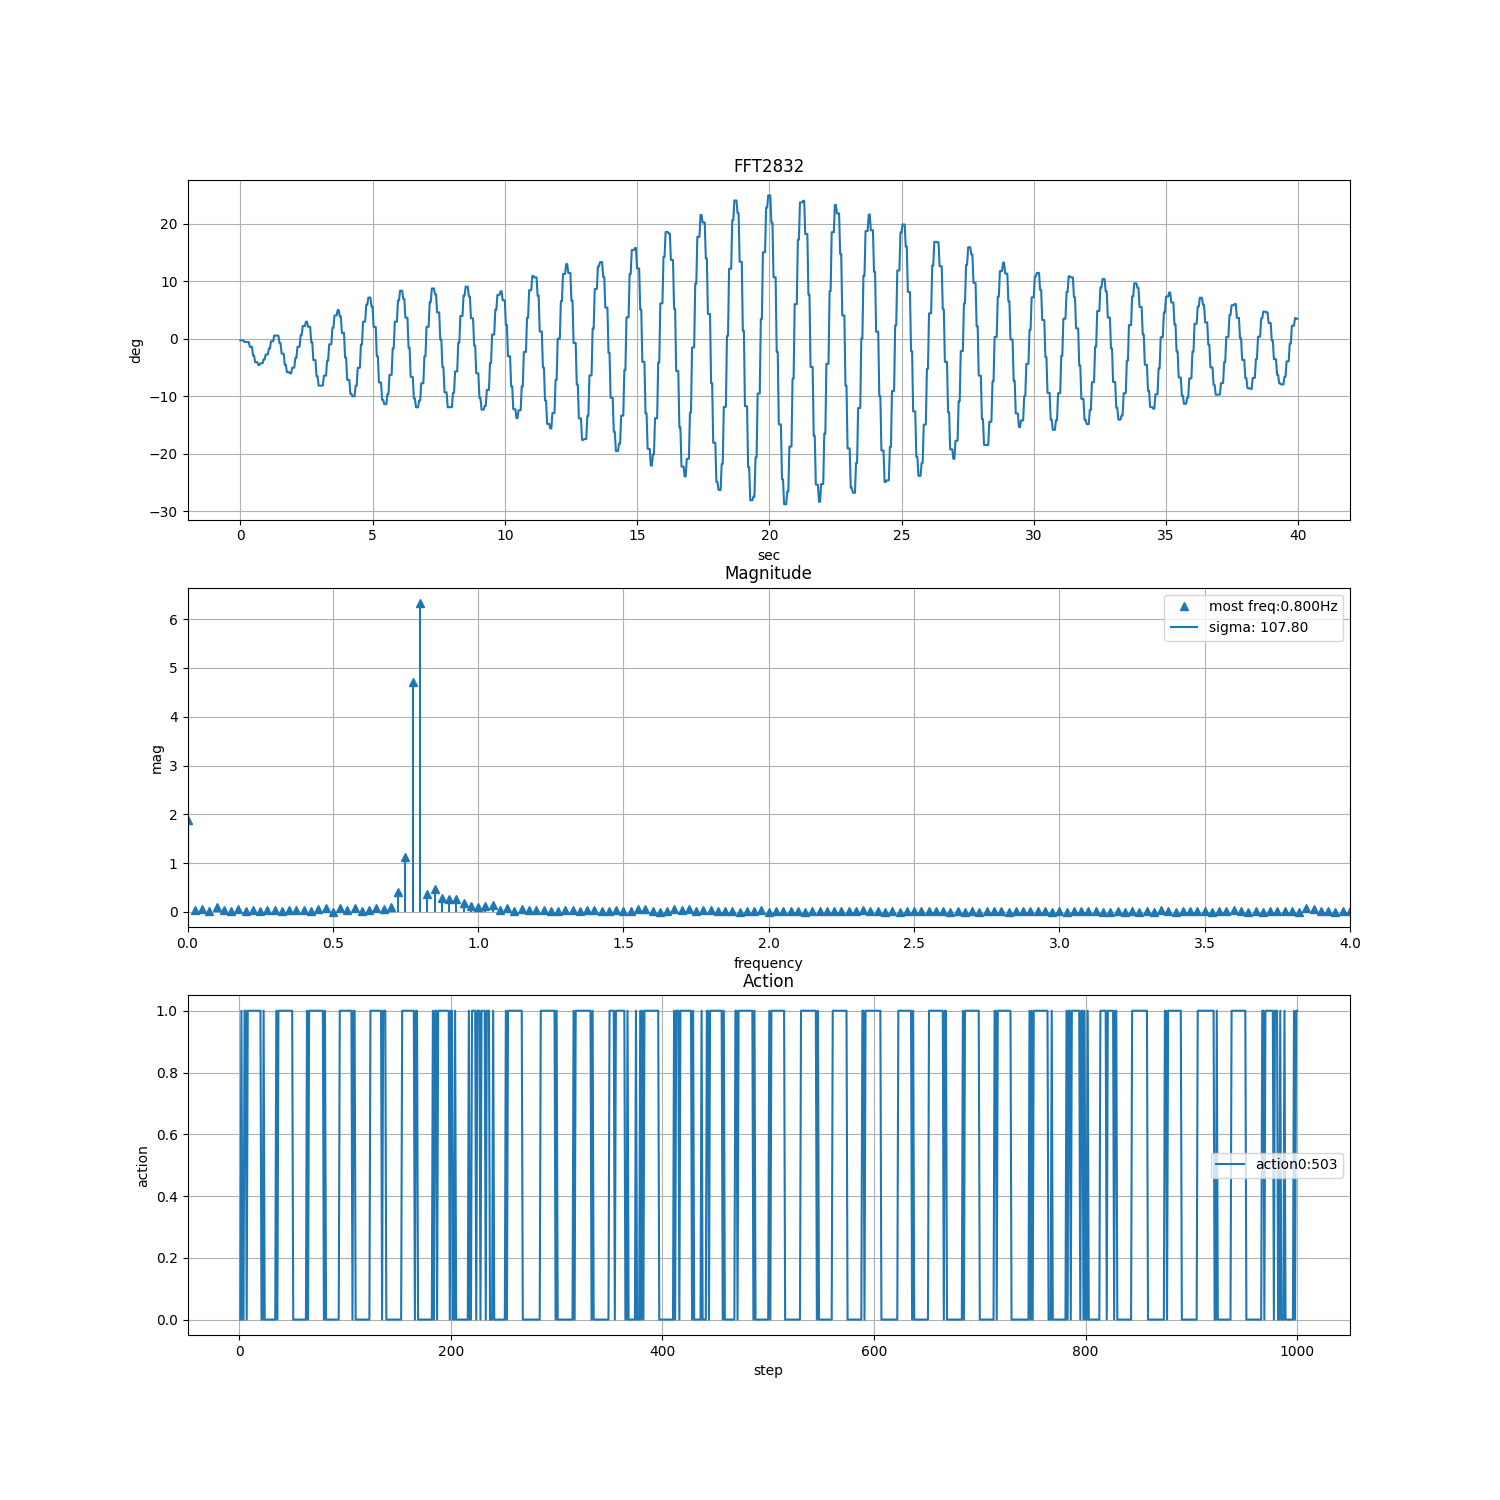 FFT2832
20
10
0
−10
−20
−30
deg
0 5 10 15 20 25 30 35 40
sec
Magnitude
most freq:0.800Hz
sigma: 107.80
6
5
4
3
2
1
0
mag
0.0 0.5 1.0 1.5 2.0 2.5 3.0 3.5 4.0
frequency
Action
1.0
0.8
0.6
0.4
0.2
0.0
action
action0:503
0 200 400 600 800 1000
step